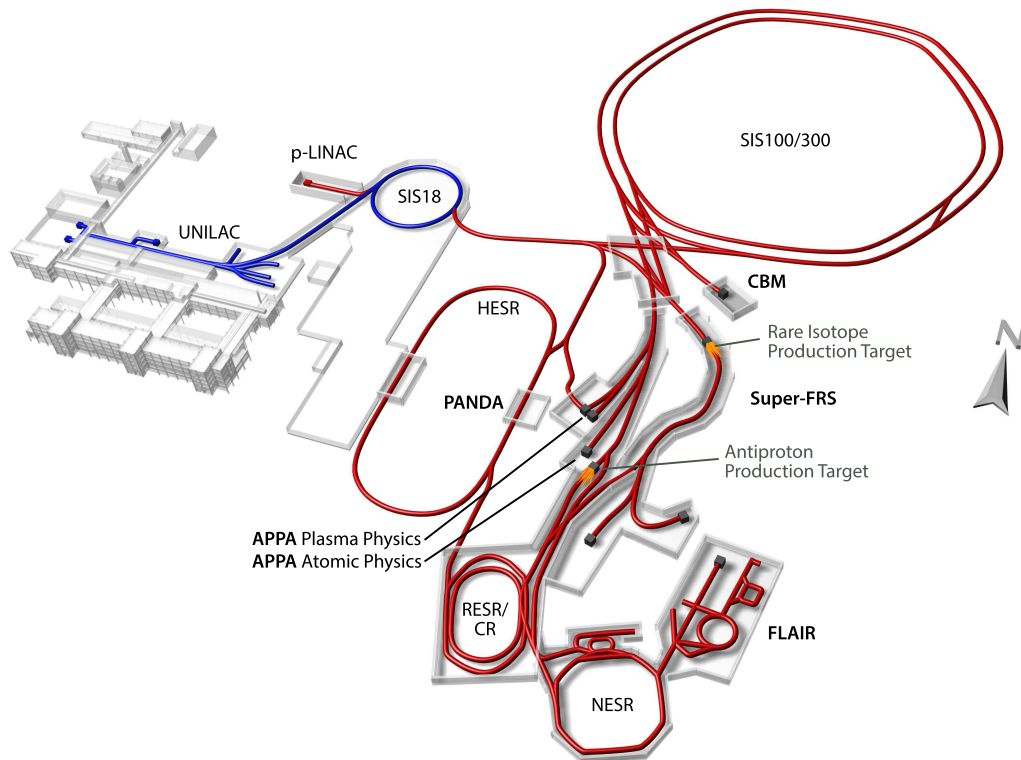 SIS100/300
p-LINAC
SIS18
UNILAC
CBM
HESR
Rare Isotope
Production Target
N
PANDA
Super-FRS
Antiproton
Production Target
APPA Plasma Physics
APPA Atomic Physics
RESR/
CR
FLAIR
NESR